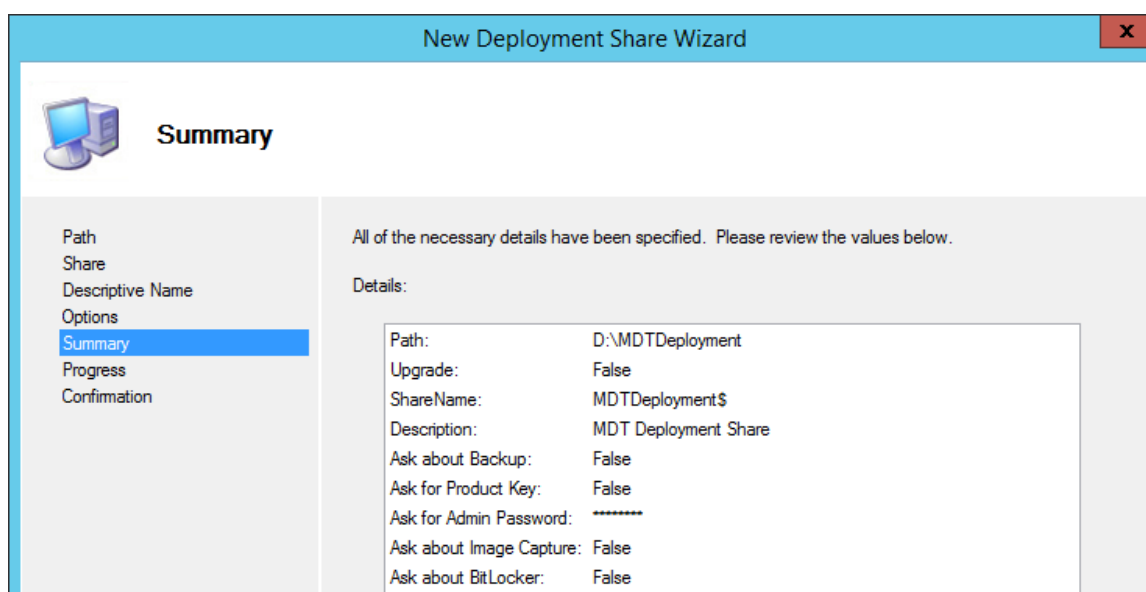 New Deployment Share Wizard
x
Summary
Path
Share
Descriptive Name
Options
Summary
Progress
Confirmation
All of the necessary details have been specified.  Please review the values below.
Details:
Path: D:\MDTDeployment
Upgrade: False
ShareName: MDTDeployment$
Description: MDT Deployment Share
Ask about Backup: False
Ask for Product Key: False
Ask for Admin Password: ********
Ask about Image Capture: False
Ask about BitLocker: False